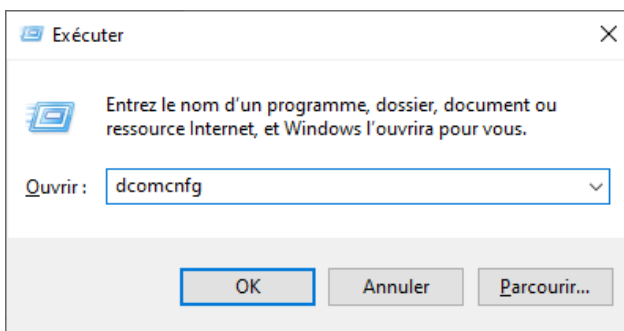 Exécuter
Entrez le nom d'un programme, dossier, document ou
ressource Internet, et Windows l'ouvrira pour vous.
Ouvrir : dcomcnfg
OK Annuler Parcourir...